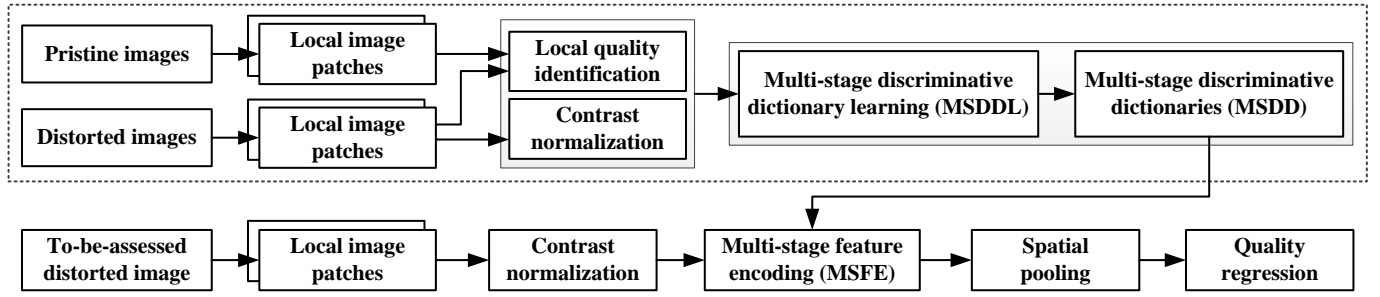 Pristine images
Local image
patches
Local quality
identification
Multi-stage discriminative
dictionary learning (MSDDL)
Multi-stage discriminative
dictionaries (MSDD)
Distorted images
Local image
patches
Contrast
normalization
To-be-assessed
distorted image
Local image
patches
Contrast
normalization
Multi-stage feature
encoding (MSFE)
Spatial
pooling
Quality
regression